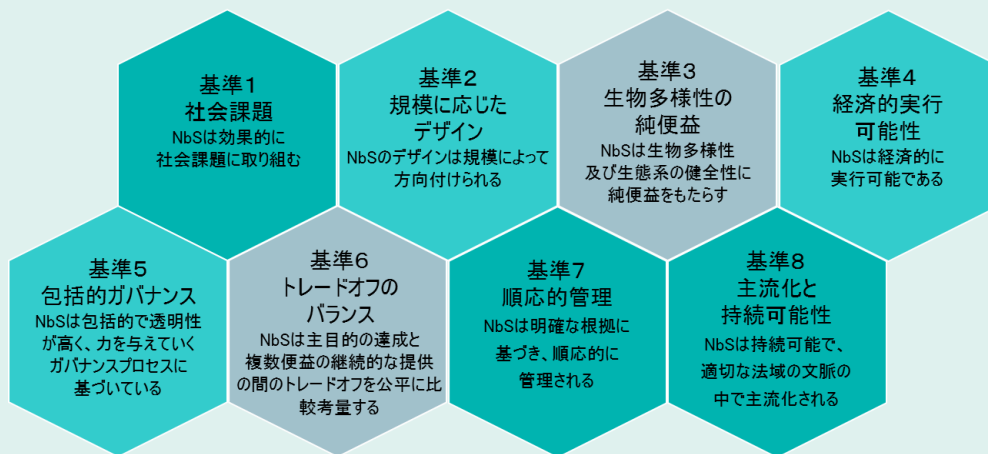 基準1
社会課題
NbSは効果的に
社会課題に取り組む
基準2
規模に応じた
デザイン
NbSのデザインは規模によって
方向付けられる
基準3
生物多様性の
純便益
NbSは生物多様性
及び生態系の健全性に
純便益をもたらす
基準4
経済的実行
可能性
NbSは経済的に
実行可能である
基準5
包括的ガバナンス
NbSは包括的で透明性
が高く、力を与えていく
ガバナンスプロセスに
基づいている
基準6
トレードオフの
バランス
NbSは主目的の達成と
複数便益の継続的な提供
の間のトレードオフを公平に比
較考量する
基準7
順応的管理
NbSは明確な根拠に
基づき、順応的に
管理される
基準8
主流化と
持続可能性
NbSは持続可能で、
適切な法域の文脈の
中で主流化される